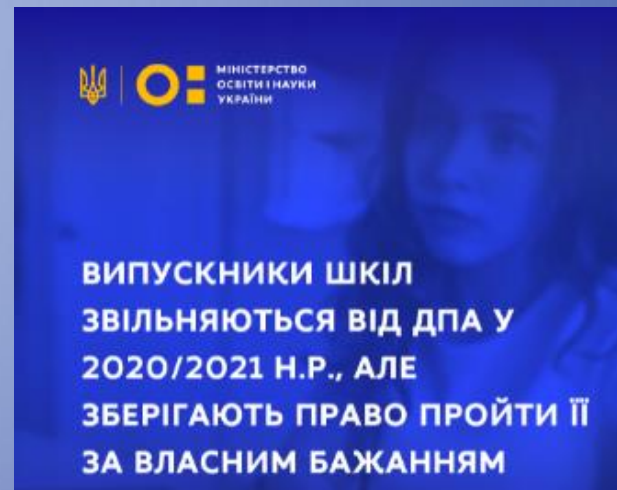 МІНІСТЕРСТВО
ОСВІТИ І НАУКИ
УКРАЇНИ
ВИПУСКНИКИ ШКІЛ
ЗВІЛЬНЯЮТЬСЯ ВІД ДПА У
2020/2021 Н.Р., АЛЕ
ЗБЕРІГАЮТЬ ПРАВО ПРОЙТИ ЇЇ
ЗА ВЛАСНИМ БАЖАННЯМ